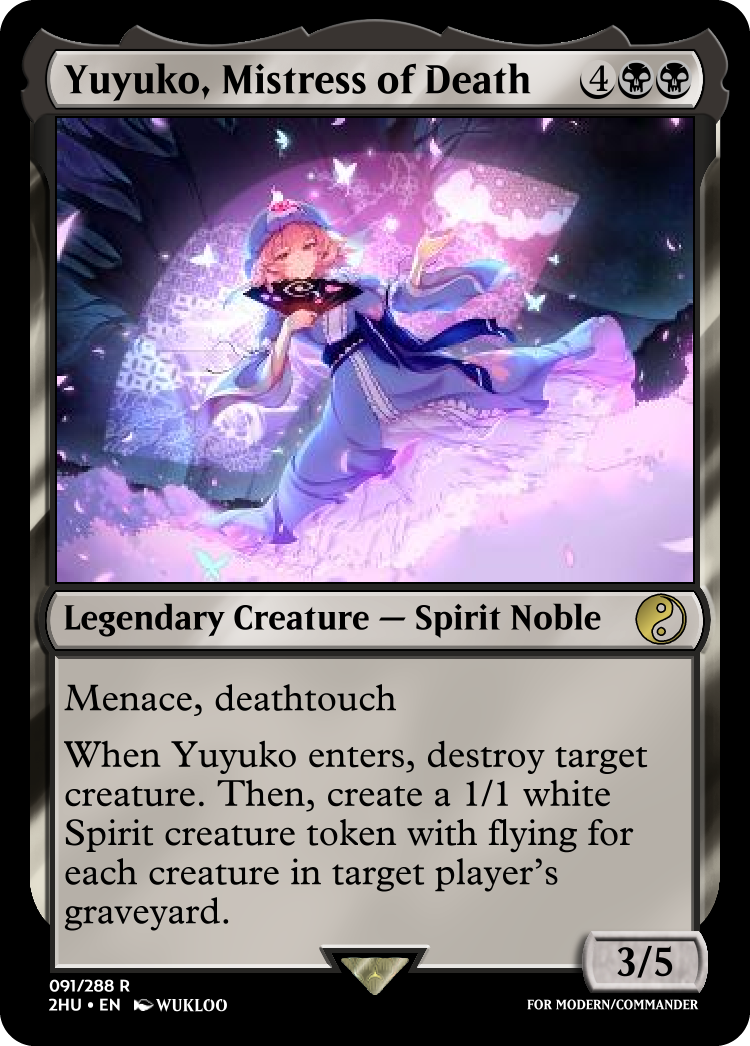 Yuyuko, Mistress of Death 4
Legendary Creature — Spirit Noble
Menace, deathtouch
When Yuyuko enters, destroy target
creature. Then, create a 1/1 white
Spirit creature token with flying for
each creature in target player's
graveyard.
3/5
091/288 R
2HU • EN WUKLOO
FOR MODERN/COMMANDER